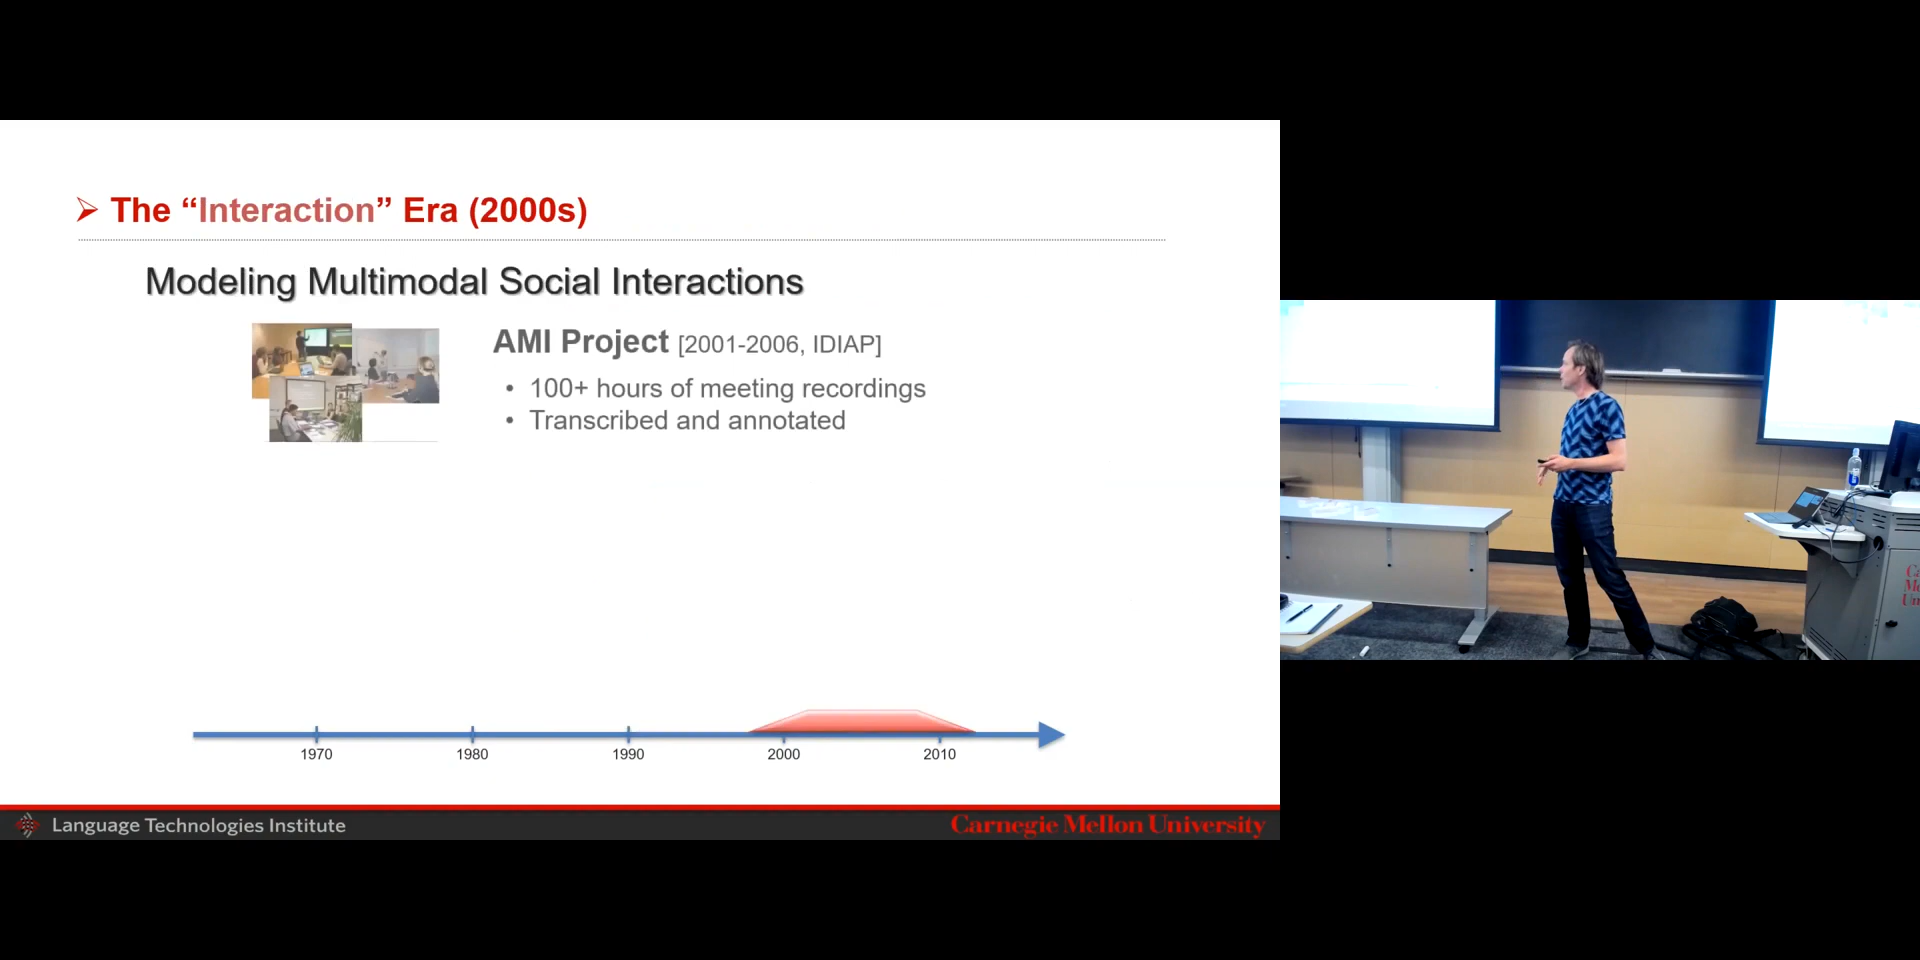 ➢ The “Interaction” Era (2000s)
Modeling Multimodal Social Interactions
AMI Project [2001-2006, IDIAP]
• 100+ hours of meeting recordings
• Transcribed and annotated
1970 1980 1990 2000 2010
Language Technologies Institute
Carnegie Mellon University